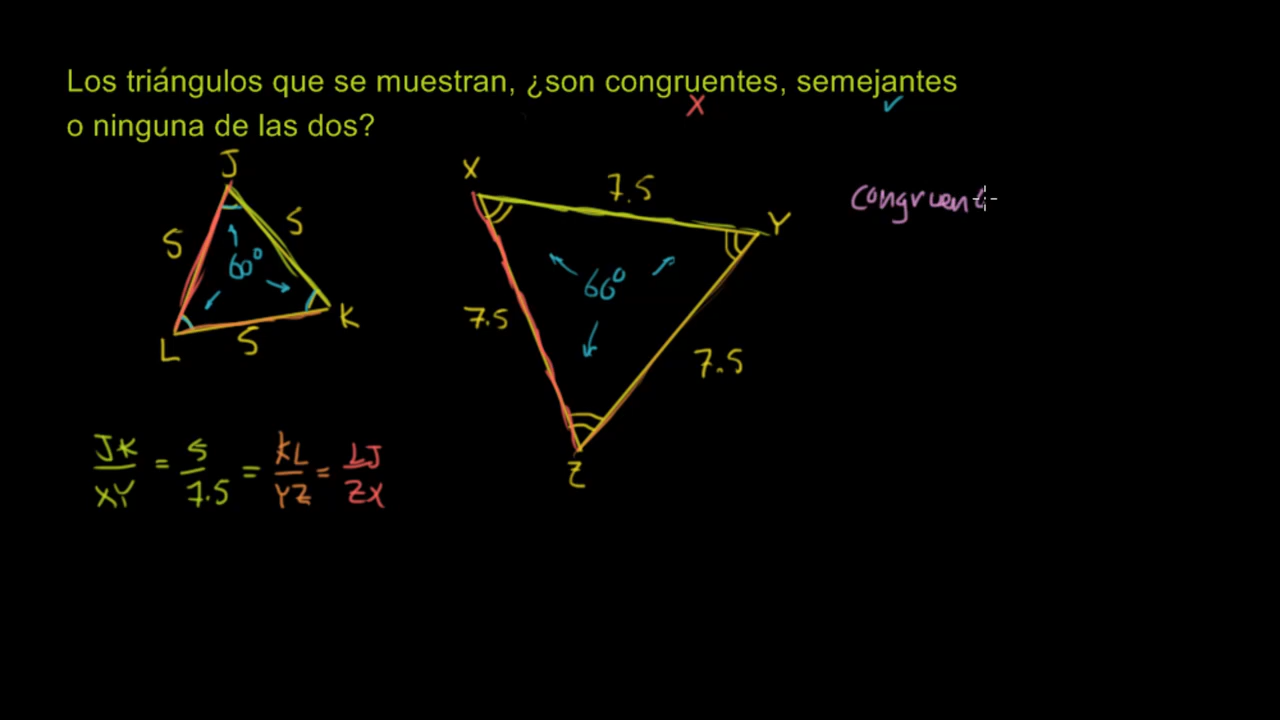 Los triángulos que se muestran, ¿son congruentes, semejantes
o ninguna de las dos?
X ✓
J
X
7.5
Y
congruen
5
5
60°
60°
7.5
K
L
5
7.5
Z
JK/XY = 5/7.5 = KL/YZ = LJ/ZX